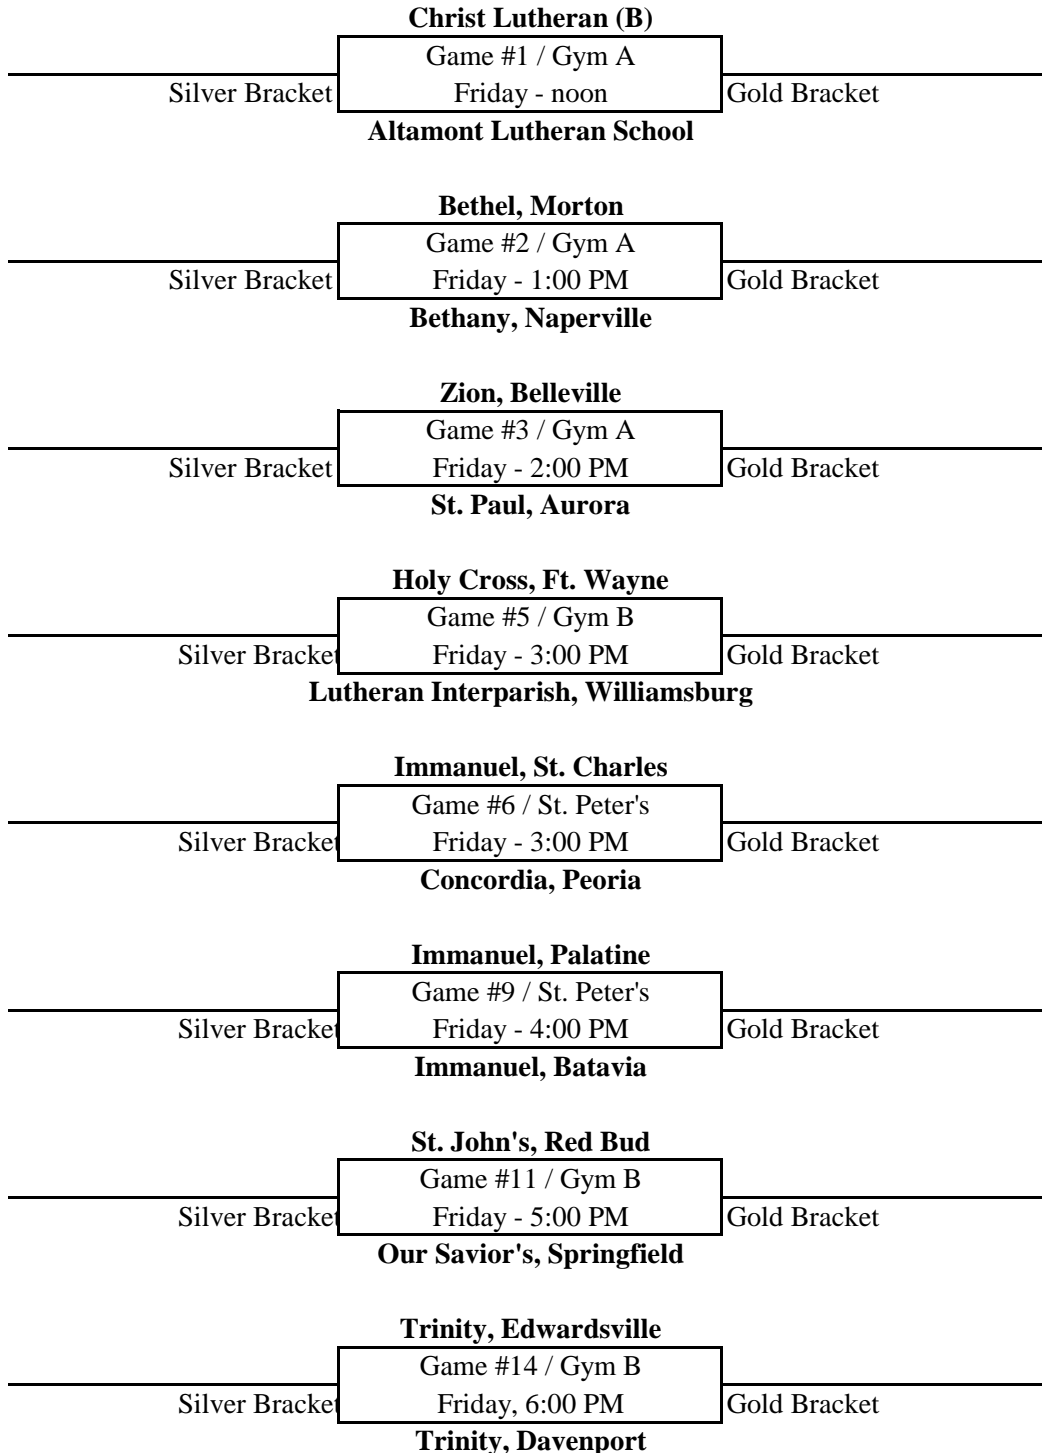 Christ Lutheran (B)
Game #1 / Gym A
Silver Bracket Friday - noon Gold Bracket
Altamont Lutheran School
Bethel, Morton
Game #2 / Gym A
Silver Bracket Friday - 1:00 PM Gold Bracket
Bethany, Naperville
Zion, Belleville
Game #3 / Gym A
Silver Bracket Friday - 2:00 PM Gold Bracket
St. Paul, Aurora
Holy Cross, Ft. Wayne
Game #5 / Gym B
Silver Bracket Friday - 3:00 PM Gold Bracket
Lutheran Interparish, Williamsburg
Immanuel, St. Charles
Game #6 / St. Peter's
Silver Bracket Friday - 3:00 PM Gold Bracket
Concordia, Peoria
Immanuel, Palatine
Game #9 / St. Peter's
Silver Bracket Friday - 4:00 PM Gold Bracket
Immanuel, Batavia
St. John's, Red Bud
Game #11 / Gym B
Silver Bracket Friday - 5:00 PM Gold Bracket
Our Savior's, Springfield
Trinity, Edwardsville
Game #14 / Gym B
Silver Bracket Friday, 6:00 PM Gold Bracket
Trinity, Davenport